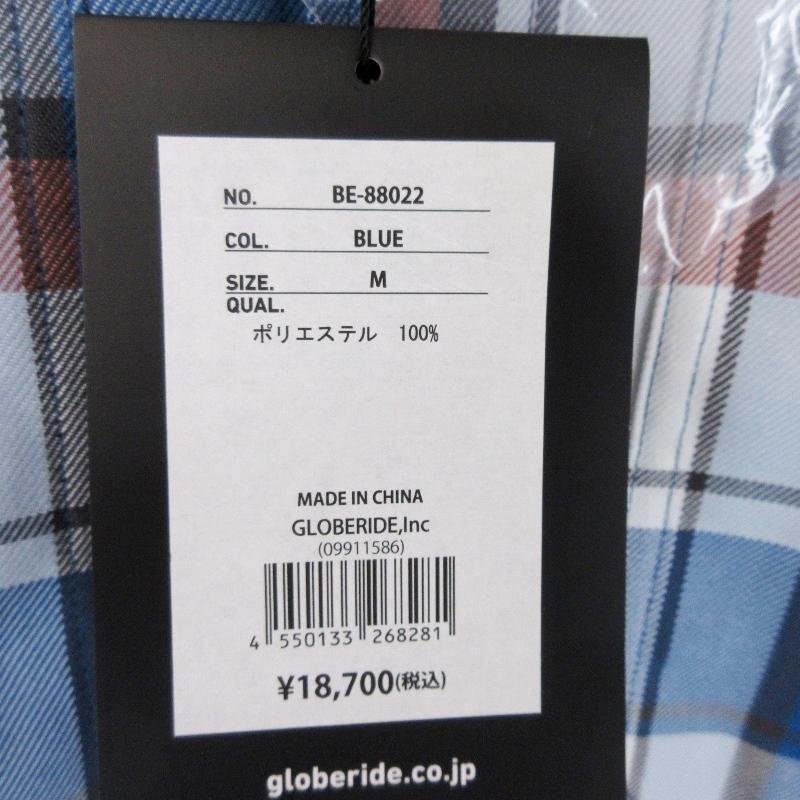 NO. BE-88022
COL. BLUE
SIZE. M
QUAL.
ポリエステル 100%
MADE IN CHINA
GLOBERIDE,Inc
(09911586)
4 550133 268281
¥18,700(税込)
globeride.co.jp